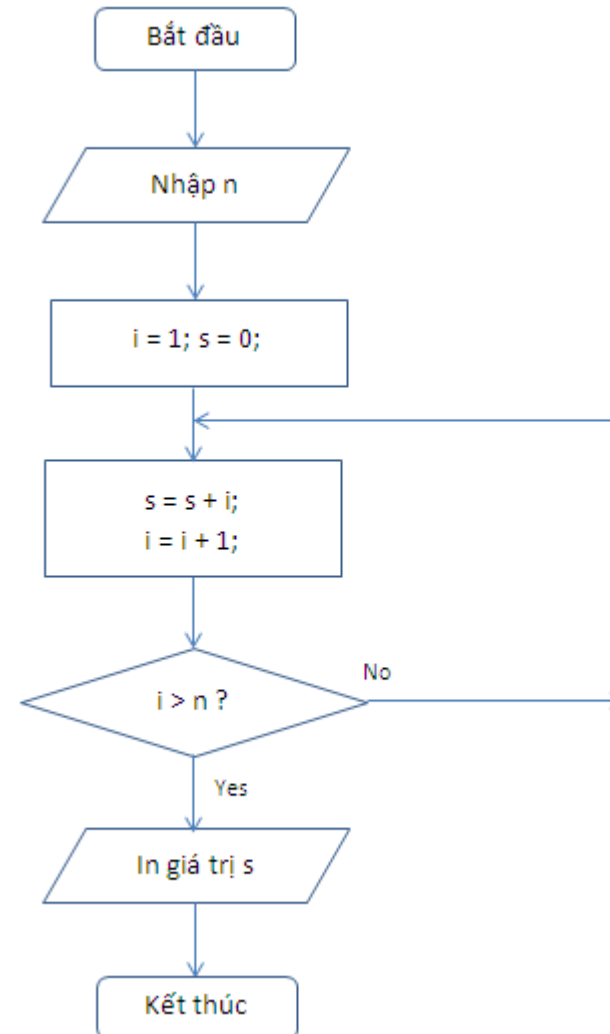 Bắt đầu
Nhập n
i = 1; s = 0;
s = s + i;
i = i + 1;
i > n ?
No
Yes
In giá trị s
Kết thúc